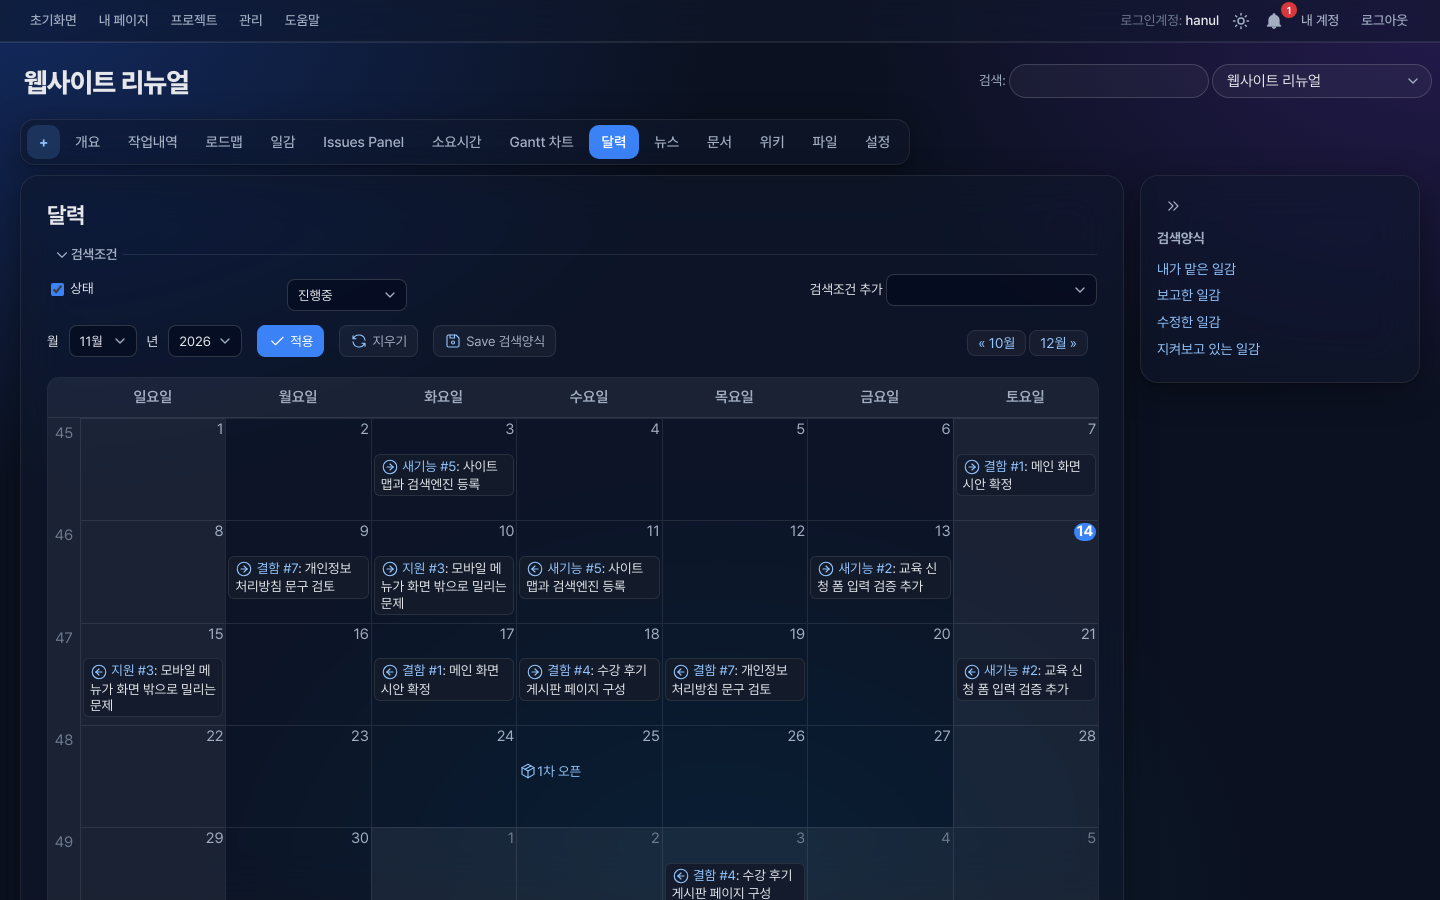 초기화면 내 페이지 프로젝트 관리 도움말 로그인계정: hanul 1 내 계정 로그아웃
웹사이트 리뉴얼 검색: 웹사이트 리뉴얼
+ 개요 작업내역 로드맵 일감 Issues Panel 소요시간 Gantt 차트 달력 뉴스 문서 위키 파일 설정
달력
검색조건
상태 진행중 검색조건 추가
월 11월 년 2026 적용 지우기 Save 검색양식 « 10월 12월 »
일요일 월요일 화요일 수요일 목요일 금요일 토요일
45 1 2 3 4 5 6 7
새기능 #5: 사이트
맵과 검색엔진 등록
결함 #1: 메인 화면
시안 확정
46 8 9 10 11 12 13 14
결함 #7: 개인정보
처리방침 문구 검토
지원 #3: 모바일 메
뉴가 화면 밖으로 밀리는
문제
새기능 #5: 사이트
맵과 검색엔진 등록
새기능 #2: 교육 신
청 폼 입력 검증 추가
47 15 16 17 18 19 20 21
지원 #3: 모바일 메
뉴가 화면 밖으로 밀리는
문제
결함 #1: 메인 화면
시안 확정
결함 #4: 수강 후기
게시판 페이지 구성
결함 #7: 개인정보
처리방침 문구 검토
새기능 #2: 교육 신
청 폼 입력 검증 추가
48 22 23 24 25 26 27 28
1차 오픈
49 29 30 1 2 3 4 5
결함 #4: 수강 후기
게시판 페이지 구성
검색양식
내가 맡은 일감
보고한 일감
수정한 일감
지켜보고 있는 일감